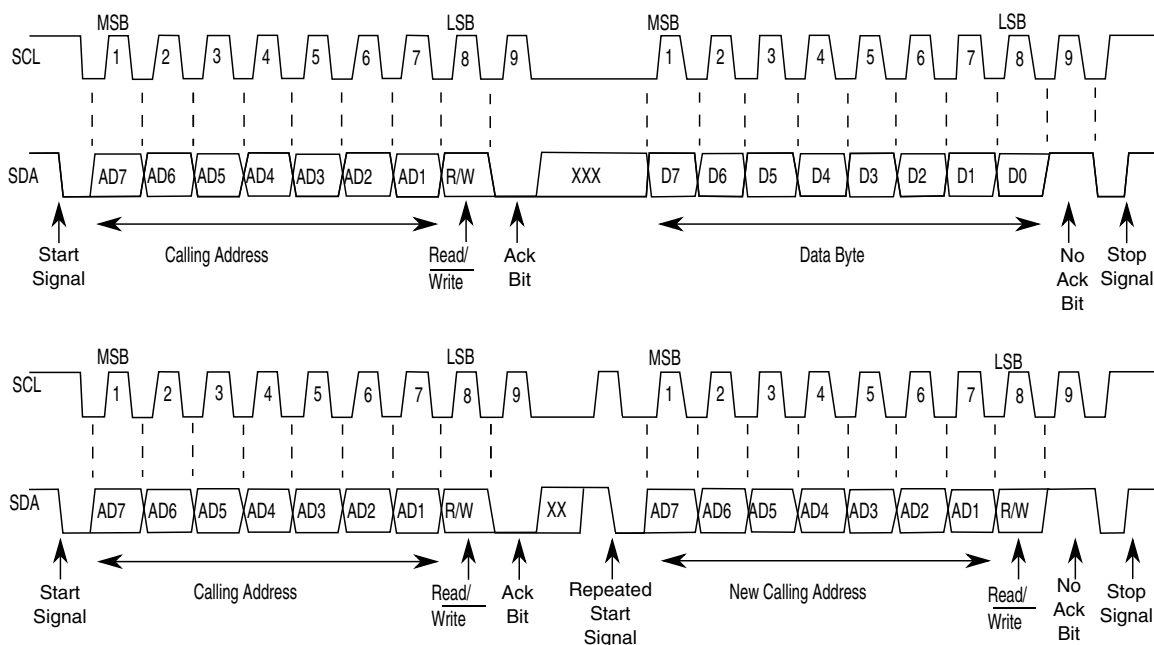 MSB LSB MSB LSB
SCL 1 2 3 4 5 6 7 8 9 1 2 3 4 5 6 7 8 9
SDA AD7 AD6 AD5 AD4 AD3 AD2 AD1 R/W XXX D7 D6 D5 D4 D3 D2 D1 D0
Start Signal
Calling Address
Read/ Write
Ack Bit
Data Byte
No Ack Bit
Stop Signal
MSB LSB MSB LSB
SCL 1 2 3 4 5 6 7 8 9 1 2 3 4 5 6 7 8 9
SDA AD7 AD6 AD5 AD4 AD3 AD2 AD1 R/W XX AD7 AD6 AD5 AD4 AD3 AD2 AD1 R/W
Start Signal
Calling Address
Read/ Write
Ack Bit
Repeated Start Signal
New Calling Address
Read/ Write
No Ack Bit
Stop Signal